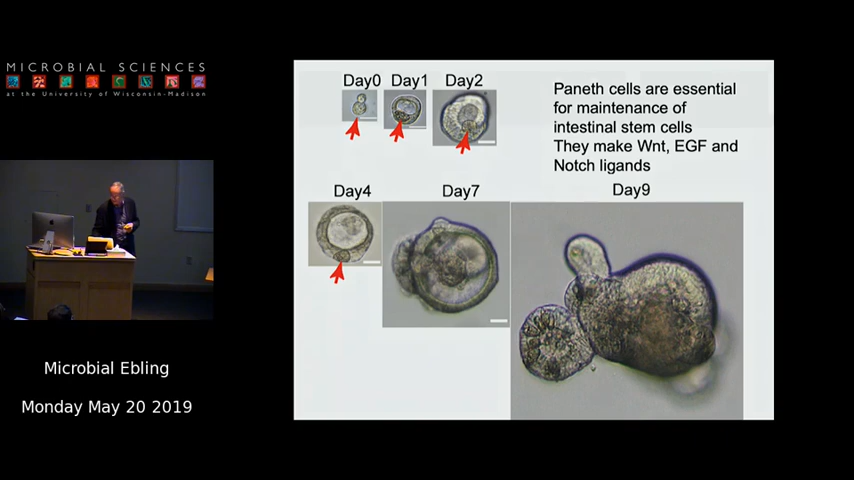 MICROBIAL SCIENCES
at the University of Wisconsin-Madison
Microbial Ebling
Monday May 20 2019
Day0 Day1 Day2
Paneth cells are essential
for maintenance of
intestinal stem cells
They make Wnt, EGF and
Notch ligands
Day4 Day7 Day9